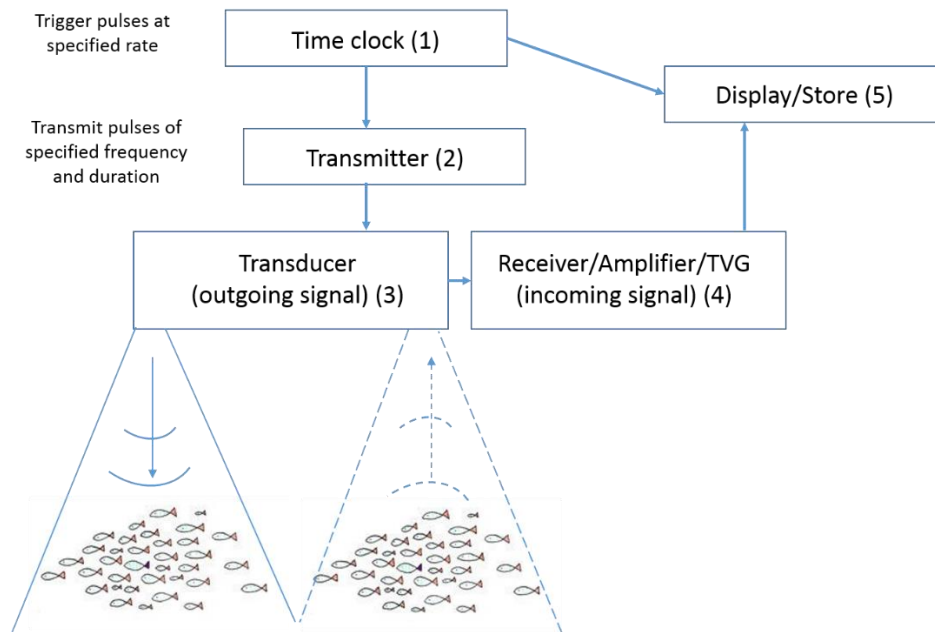 Trigger pulses at
specified rate
Time clock (1)
Display/Store (5)
Transmit pulses of
specified frequency
and duration
Transmitter (2)
Transducer
(outgoing signal) (3)
Receiver/Amplifier/TVG
(incoming signal) (4)